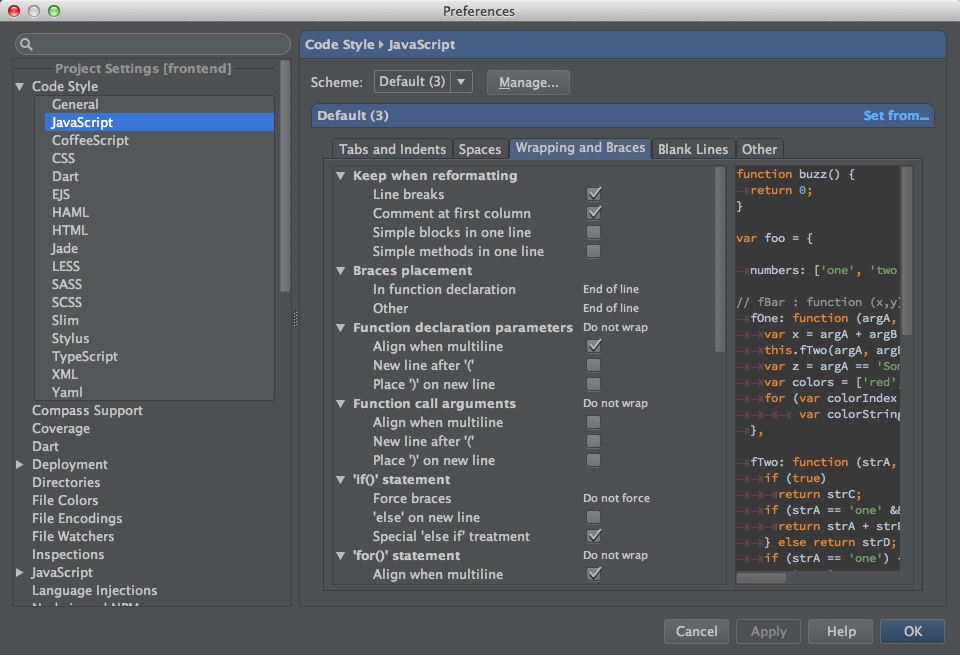 Preferences
Project Settings [frontend]
Code Style
General
JavaScript
CoffeeScript
CSS
Dart
EJS
HAML
HTML
Jade
LESS
SASS
SCSS
Slim
Stylus
TypeScript
XML
Yaml
Compass Support
Coverage
Dart
Deployment
Directories
File Colors
File Encodings
File Watchers
Inspections
JavaScript
Language Injections
Code Style ▸ JavaScript
Scheme: Default (3) Manage...
Default (3) Set from...
Tabs and Indents Spaces Wrapping and Braces Blank Lines Other
Keep when reformatting
Line breaks
Comment at first column
Simple blocks in one line
Simple methods in one line
Braces placement
In function declaration End of line
Other End of line
Function declaration parameters Do not wrap
Align when multiline
New line after '('
Place ')' on new line
Function call arguments Do not wrap
Align when multiline
New line after '('
Place ')' on new line
'if()' statement
Force braces Do not force
'else' on new line
Special 'else if' treatment
'for()' statement Do not wrap
Align when multiline
function buzz() {
return 0;
}
var foo = {
numbers: ['one', 'two
// fBar : function (x,y)
fOne: function (argA,
var x = argA + argB
this.fTwo(argA, argB
var z = argA == 'Sor
var colors = ['red',
for (var colorIndex
var colorString
},
fTwo: function (strA,
if (true)
return strC;
if (strA == 'one' &&
return strA + strB
} else return strD;
if (strA == 'one') {
Cancel Apply Help OK